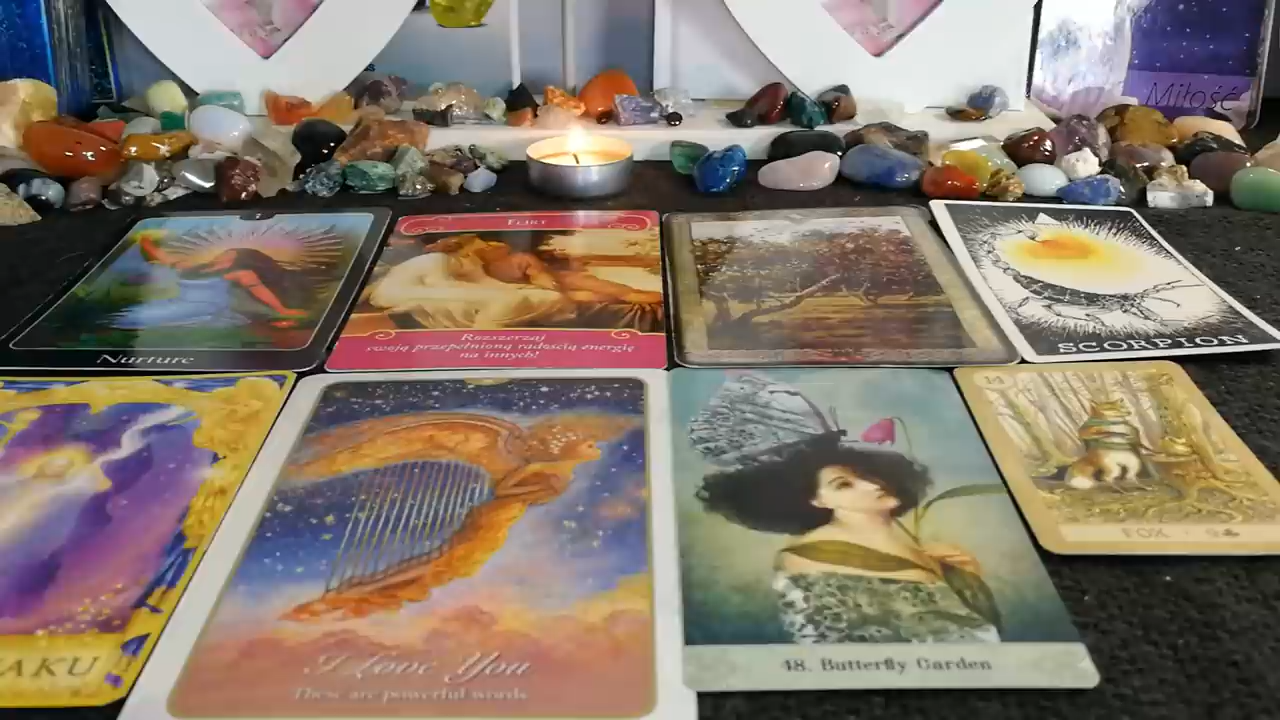 Miłość
Nurture
Flirt
Rozszerzaj
swoją przepełnioną radością energię
na innych!
SCORPION
AKU
I Love You
These are powerful words
48. Butterfly Garden
FOX